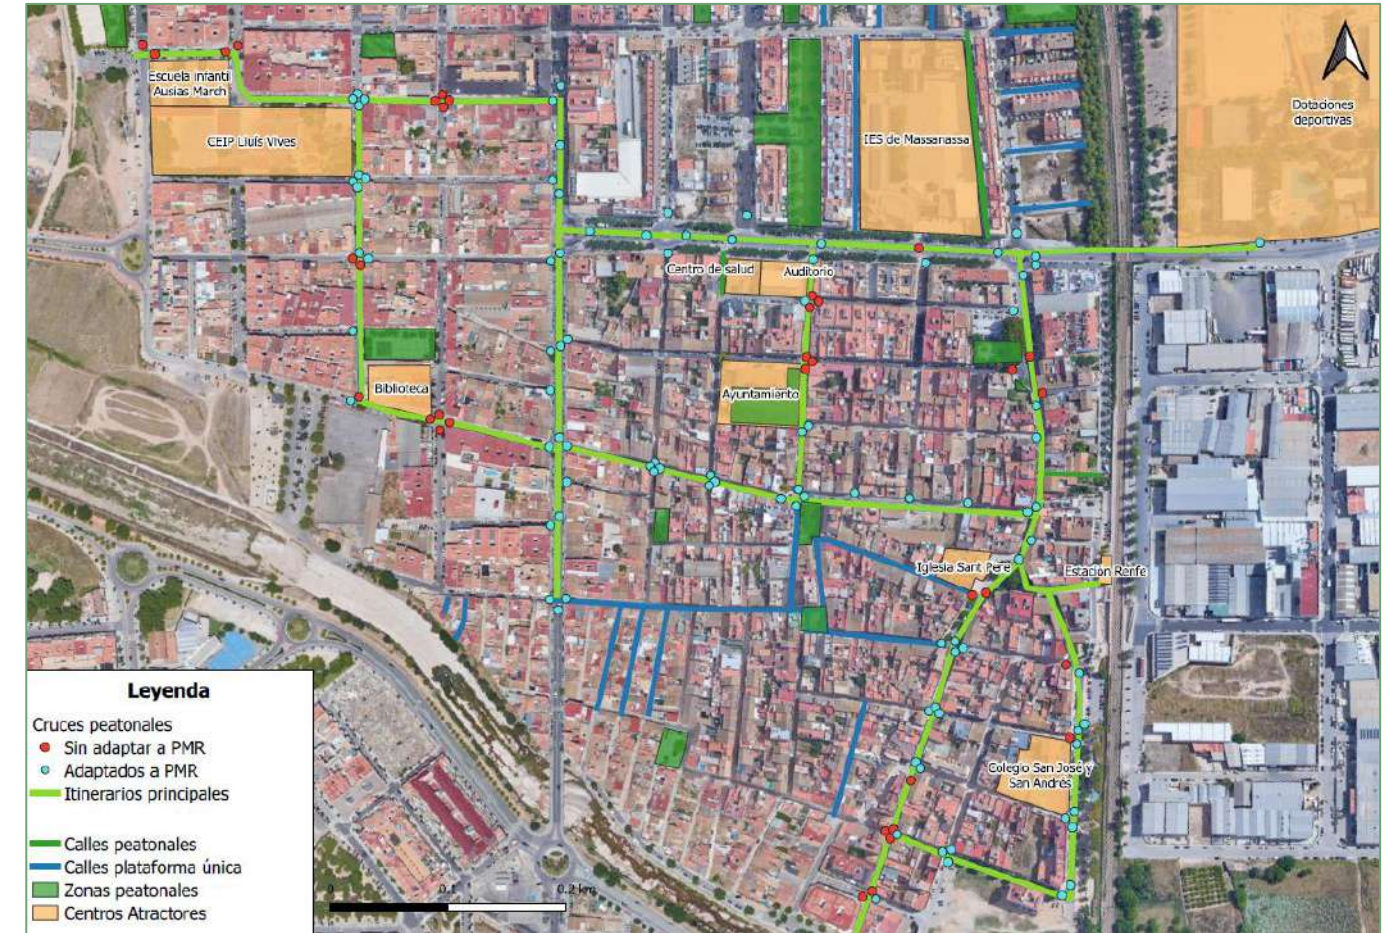 Escuela infantil
Ausias March
CEIP Lluís Vives
IES de Massanassa
Dotaciones
deportivas
Centro de salud
Auditorio
Biblioteca
Ayuntamiento
Iglesia Sant Pere
Estación Renfe
Colegio San José y
San Andrés
Leyenda
Cruces peatonales
Sin adaptar a PMR
Adaptados a PMR
Itinerarios principales
Calles peatonales
Calles plataforma única
Zonas peatonales
Centros Atractores
0 0.1 0.2 km